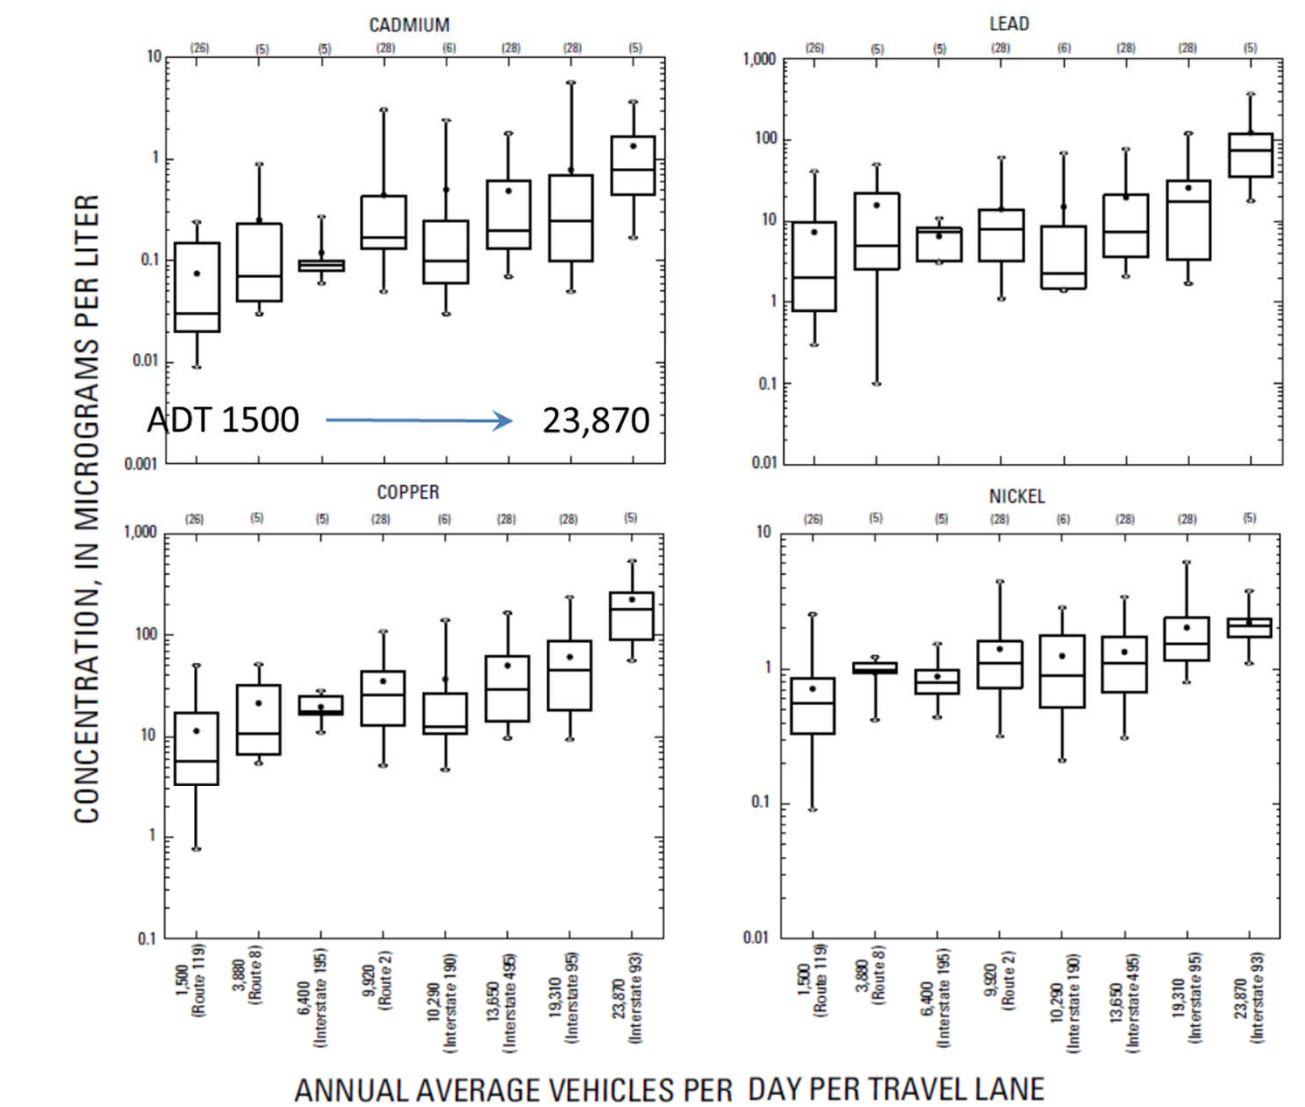 CADMIUM
(26) (5) (5) (28) (6) (28) (28) (5)
10
1
0.1
0.01
0.001
ADT 1500 23,870
LEAD
(26) (5) (5) (28) (6) (28) (28) (5)
1,000
100
10
1
0.1
0.01
CONCENTRATION, IN MICROGRAMS PER LITER
COPPER
(26) (5) (5) (28) (6) (28) (28) (5)
1,000
100
10
1
0.1
1,500
(Route 119)
3,880
(Route 8)
6,400
(Interstate 195)
9,920
(Route 2)
10,290
(Interstate 190)
13,650
(Interstate 495)
19,310
(Interstate 95)
23,870
(Interstate 93)
NICKEL
(26) (5) (5) (28) (6) (28) (28) (5)
10
1
0.1
0.01
1,500
(Route 119)
3,880
(Route 8)
6,400
(Interstate 195)
9,920
(Route 2)
10,290
(Interstate 190)
13,650
(Interstate 495)
19,310
(Interstate 95)
23,870
(Interstate 93)
ANNUAL AVERAGE VEHICLES PER DAY PER TRAVEL LANE